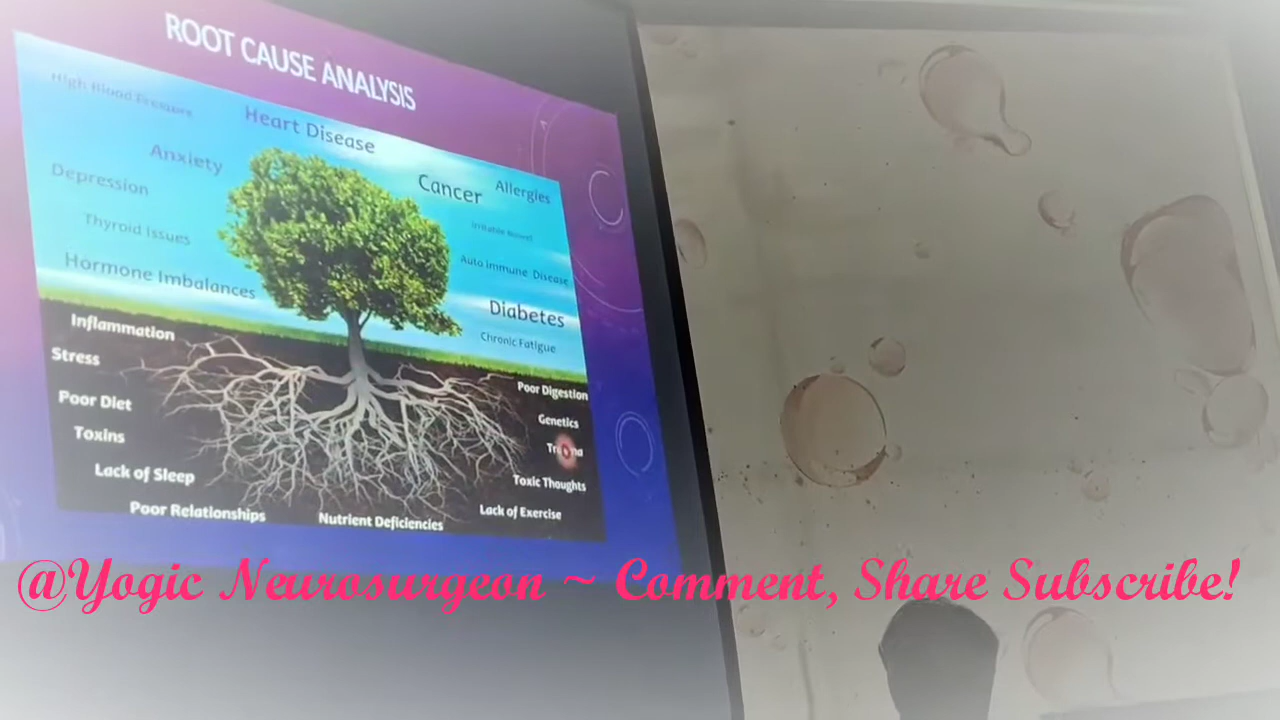 ROOT CAUSE ANALYSIS
High Blood Pressure
Heart Disease
Anxiety
Depression
Cancer
Allergies
Thyroid Issues
Irritable Bowel
Auto immune Disease
Hormone Imbalances
Diabetes
Chronic Fatigue
Inflammation
Stress
Poor Diet
Toxins
Lack of Sleep
Poor Relationships
Nutrient Deficiencies
Poor Digestion
Genetics
Toxic Thoughts
Lack of Exercise
@Yogic Neurosurgeon ~ Comment, Share Subscribe!